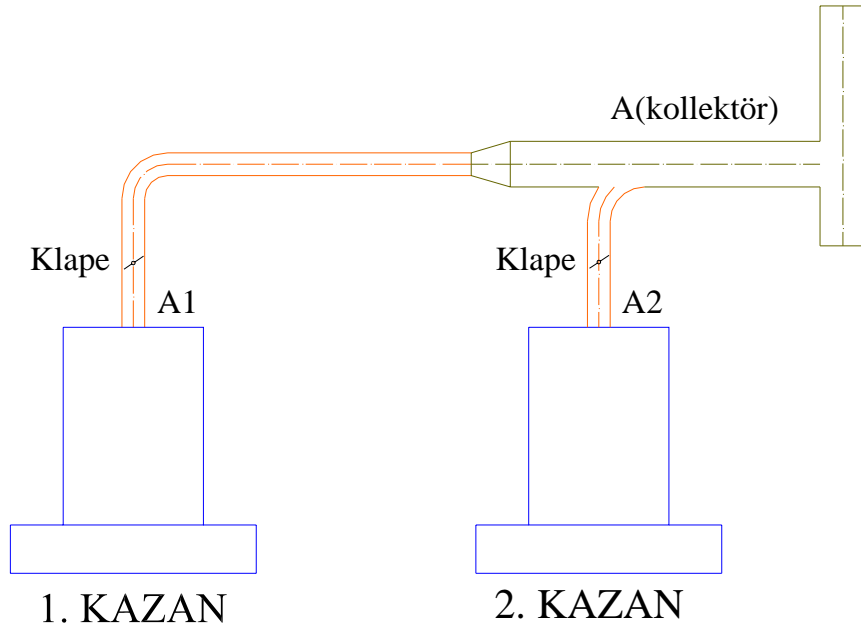 A(kollektör)
Klape
Klape
A1
A2
1. KAZAN
2. KAZAN